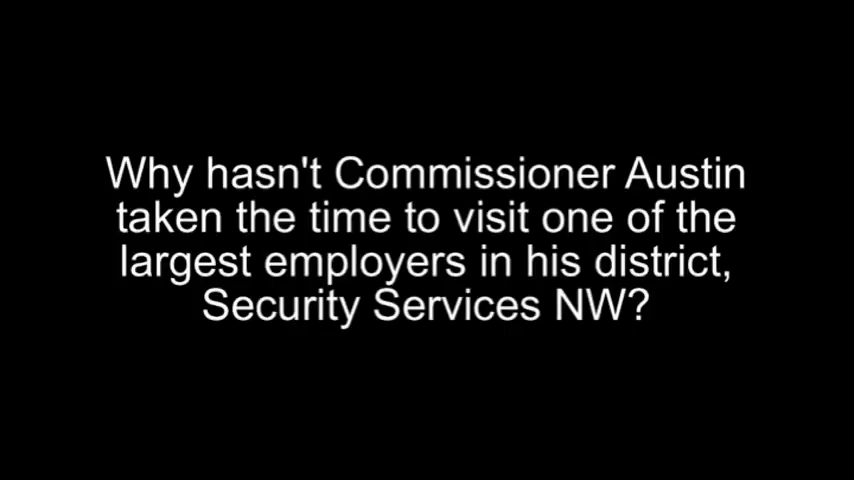 Why hasn't Commissioner Austin
taken the time to visit one of the
largest employers in his district,
Security Services NW?